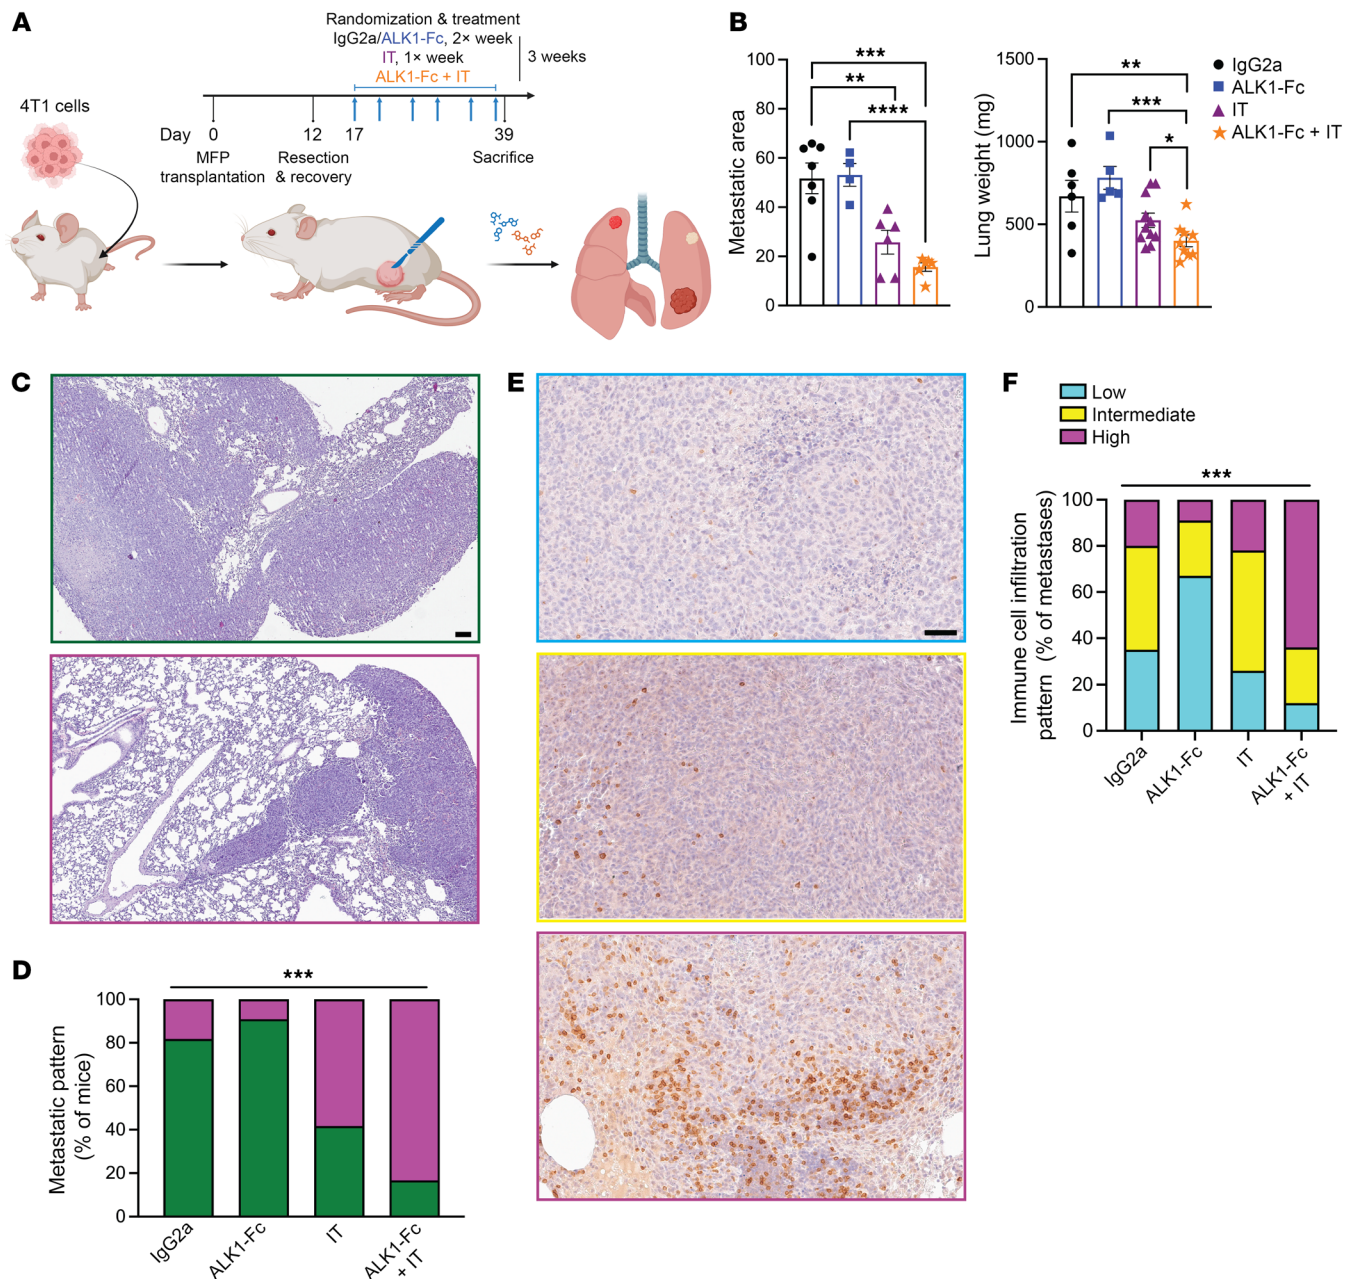 A
Randomization & treatment
IgG2a/ALK1-Fc, 2× week
IT, 1× week
ALK1-Fc + IT
3 weeks
4T1 cells
Day 0 12 17 39
MFP
transplantation
Resection
& recovery
Sacrifice
B
Metastatic area
100
80
60
40
20
0
***
**
****
Lung weight (mg)
1500
1000
500
0
**
***
*
IgG2a
ALK1-Fc
IT
ALK1-Fc + IT
C
E
F
Low
Intermediate
High
***
Immune cell infiltration
pattern (% of metastases)
100
80
60
40
20
0
IgG2a
ALK1-Fc
IT
ALK1-Fc
+ IT
D
***
Metastatic pattern
(% of mice)
100
80
60
40
20
0
IgG2a
ALK1-Fc
IT
ALK1-Fc
+ IT